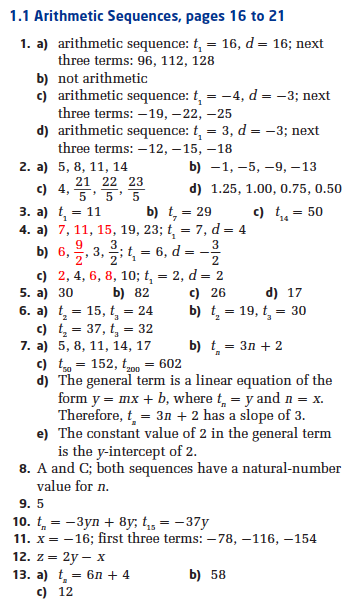 1.1 Arithmetic Sequences, pages 16 to 21
1. a) arithmetic sequence: t₁ = 16, d = 16; next
three terms: 96, 112, 128
b) not arithmetic
c) arithmetic sequence: t₁ = −4, d = −3; next
three terms: −19, −22, −25
d) arithmetic sequence: t₁ = 3, d = −3; next
three terms: −12, −15, −18
2. a) 5, 8, 11, 14 b) −1, −5, −9, −13
c) 4, 21/5, 22/5, 23/5 d) 1.25, 1.00, 0.75, 0.50
3. a) t₁ = 11 b) t₇ = 29 c) t₁₄ = 50
4. a) 7, 11, 15, 19, 23; t₁ = 7, d = 4
b) 6, 9/2, 3, 3/2; t₁ = 6, d = −3/2
c) 2, 4, 6, 8, 10; t₁ = 2, d = 2
5. a) 30 b) 82 c) 26 d) 17
6. a) t₂ = 15, t₃ = 24 b) t₂ = 19, t₃ = 30
c) t₂ = 37, t₃ = 32
7. a) 5, 8, 11, 14, 17 b) tₙ = 3n + 2
c) t₅₀ = 152, t₂₀₀ = 602
d) The general term is a linear equation of the
form y = mx + b, where tₙ = y and n = x.
Therefore, tₙ = 3n + 2 has a slope of 3.
e) The constant value of 2 in the general term
is the y-intercept of 2.
8. A and C; both sequences have a natural-number
value for n.
9. 5
10. tₙ = −3yn + 8y; t₁₅ = −37y
11. x = −16; first three terms: −78, −116, −154
12. z = 2y − x
13. a) tₙ = 6n + 4 b) 58
c) 12